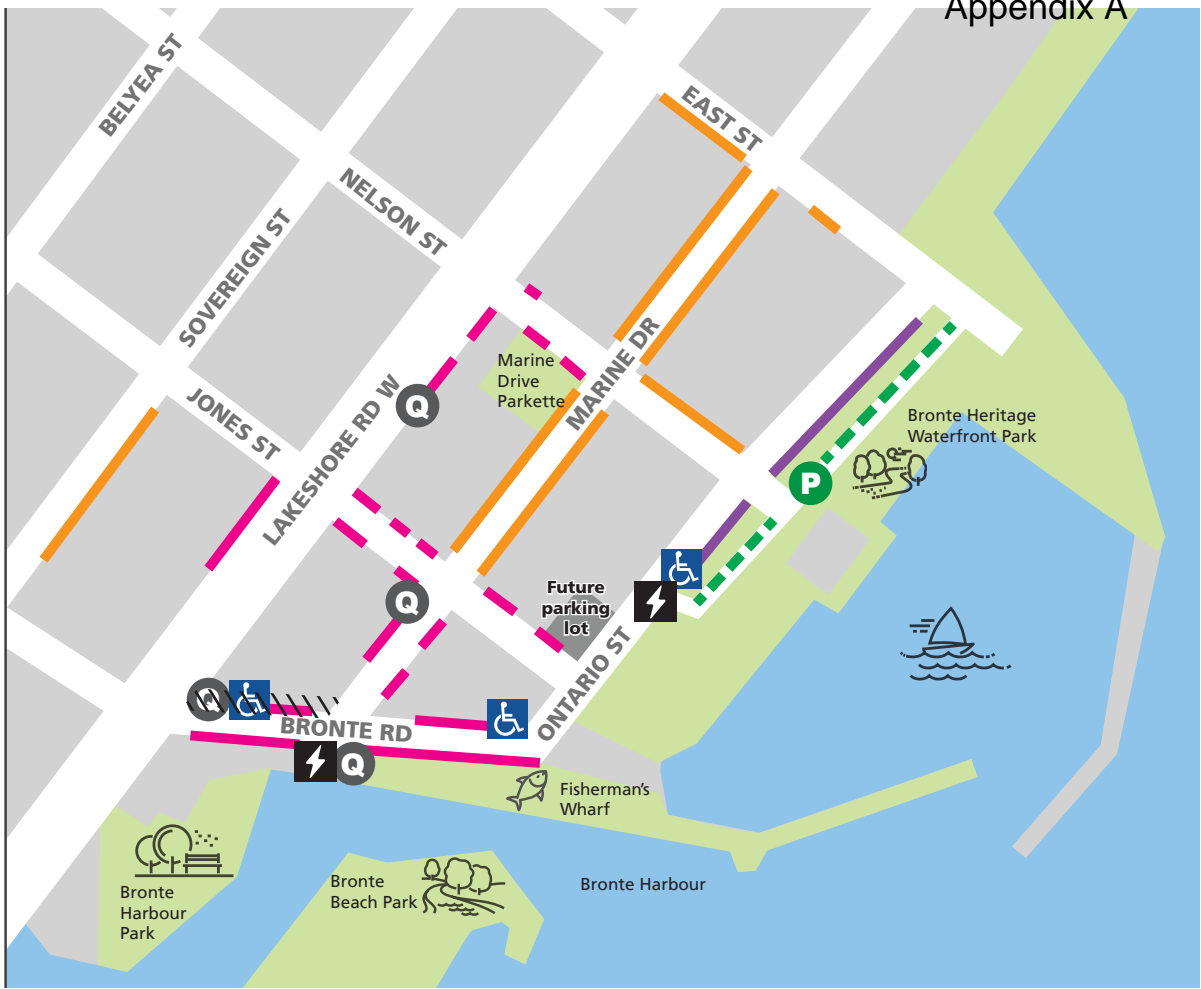 Appendix A
BELYEA ST
EAST ST
NELSON ST
SOVEREIGN ST
Marine
Drive
Parkette
MARINE DR
JONES ST
LAKESHORE RD W
Q
Bronte Heritage
Waterfront Park
P
Future
parking
lot
Q
ONTARIO ST
Q
BRONTE RD
Q
Fisherman's
Wharf
Bronte
Harbour
Park
Bronte
Beach Park
Bronte Harbour